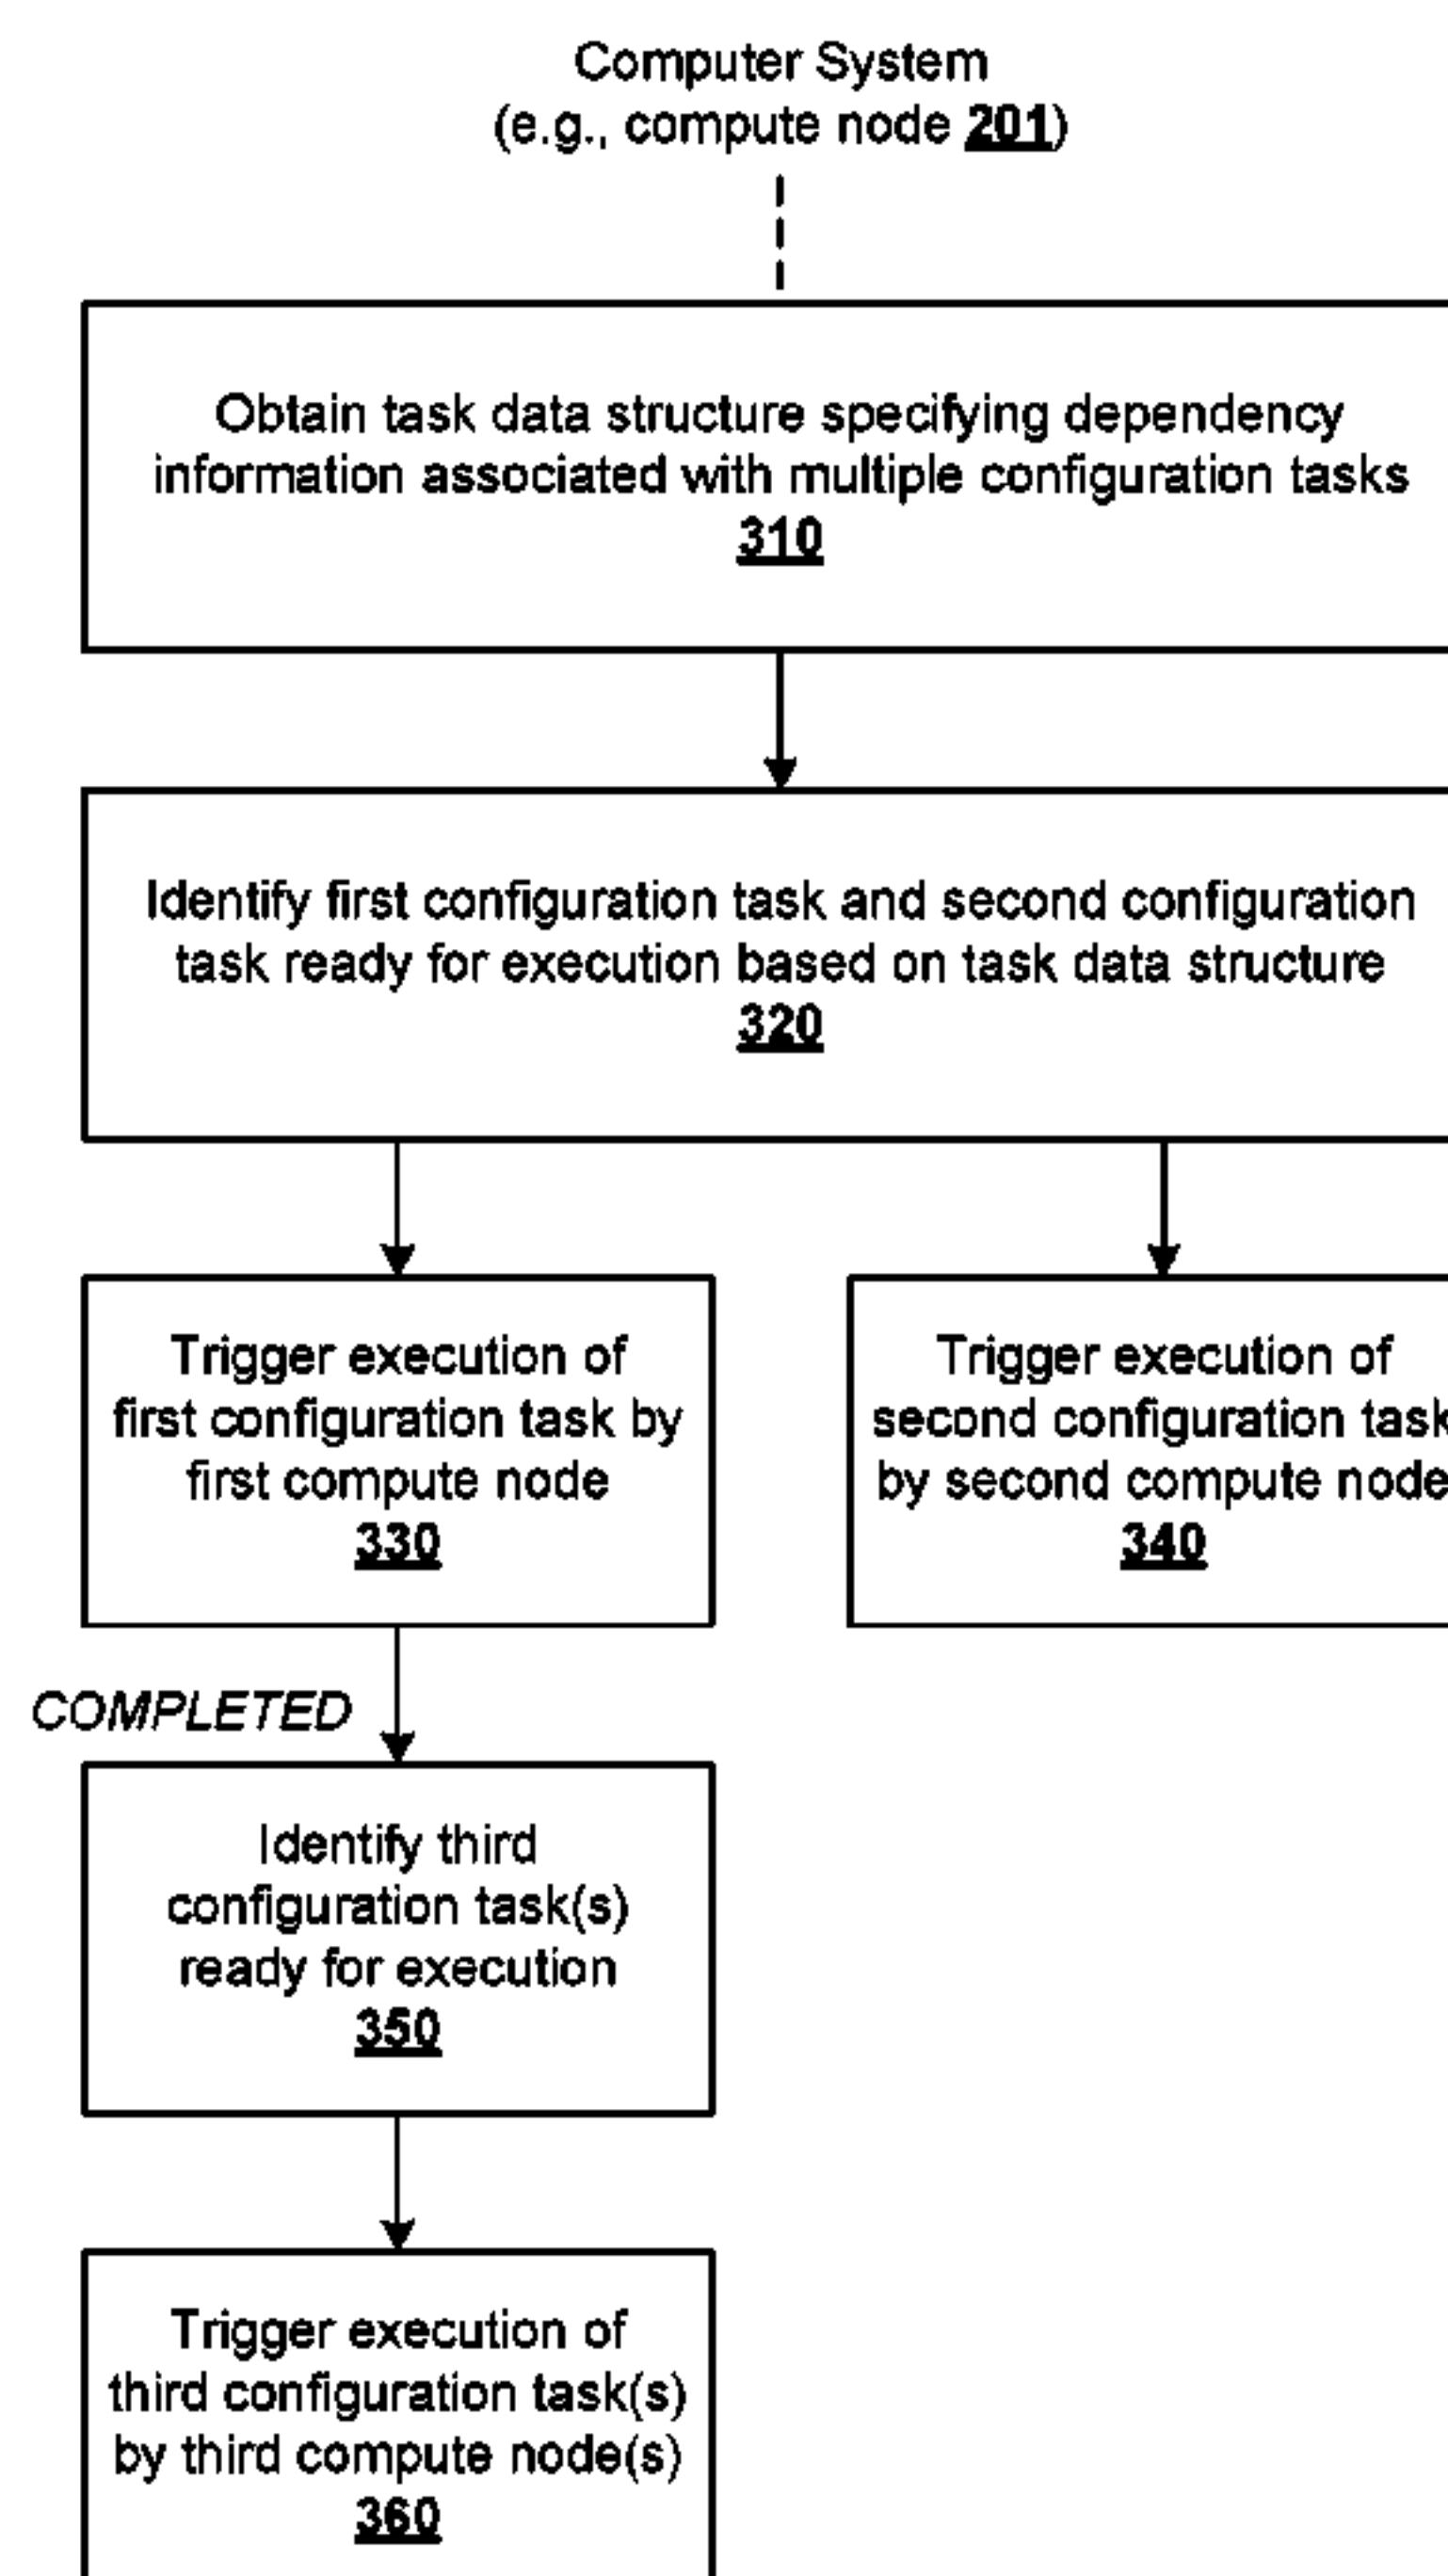 Computer System
(e.g., compute node 201)
Obtain task data structure specifying dependency
information associated with multiple configuration tasks
310
Identify first configuration task and second configuration
task ready for execution based on task data structure
320
Trigger execution of
first configuration task by
first compute node
330
Trigger execution of
second configuration task
by second compute node
340
COMPLETED
Identify third
configuration task(s)
ready for execution
350
Trigger execution of
third configuration task(s)
by third compute node(s)
360